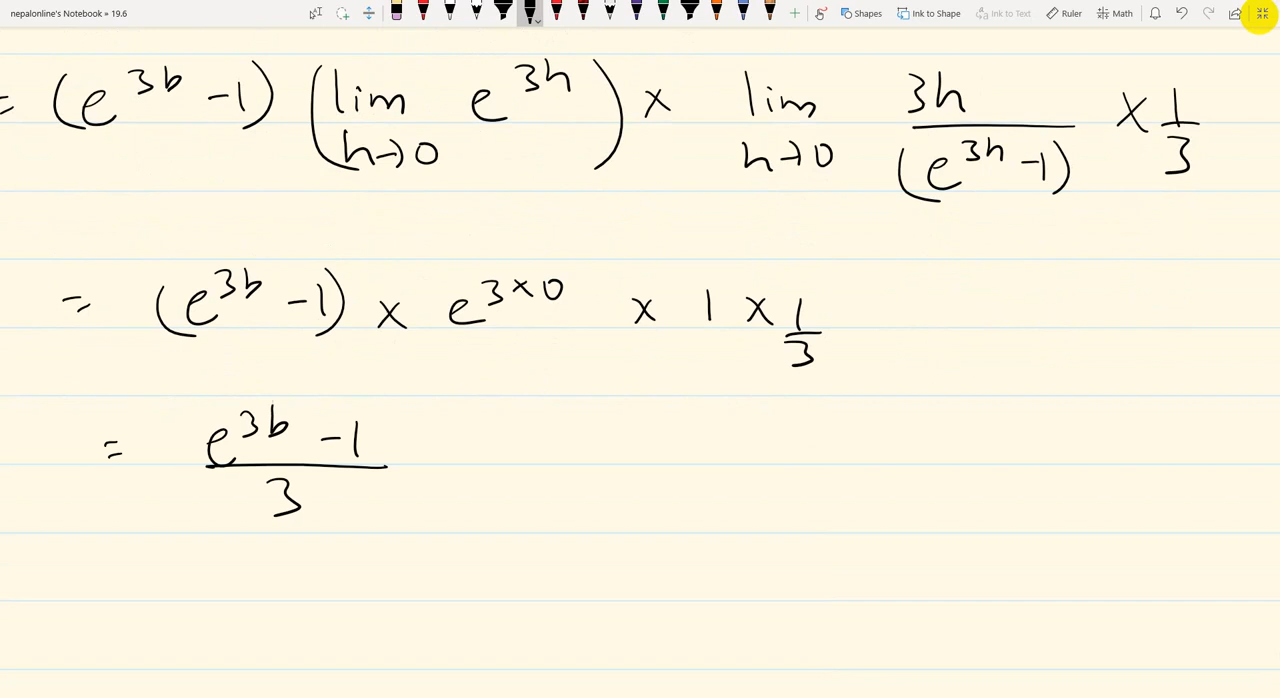 nepalonline's Notebook » 19.6
Shapes Ink to Shape Ink to Text Ruler Math
= (e^{3b} -1) (lim_{h→0} e^{3h}) × lim_{h→0} 3h/(e^{3h} -1) × 1/3
= (e^{3b} -1) × e^{3×0} × 1 × 1/3
= (e^{3b} -1)/3